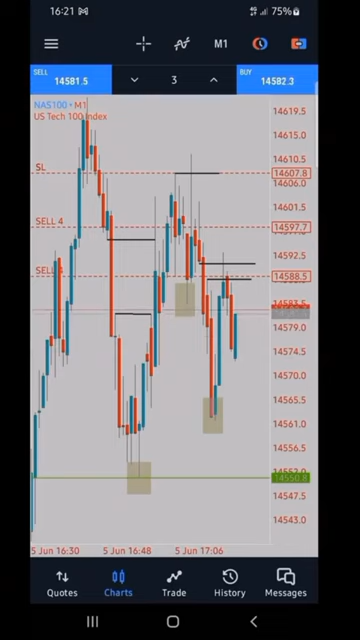 16:21
75%
M1
SELL
14581.5
3
BUY
14582.3
NAS100 • M1
US Tech 100 Index
14619.5
14615.0
14610.5
SL
14607.8
14606.0
14601.5
SELL 4
14597.7
14592.5
14588.5
14579.0
14574.5
14570.0
14565.5
14561.0
14556.5
14550.8
14547.5
14543.0
5 Jun 16:30
5 Jun 16:48
5 Jun 17:06
Quotes
Charts
Trade
History
Messages